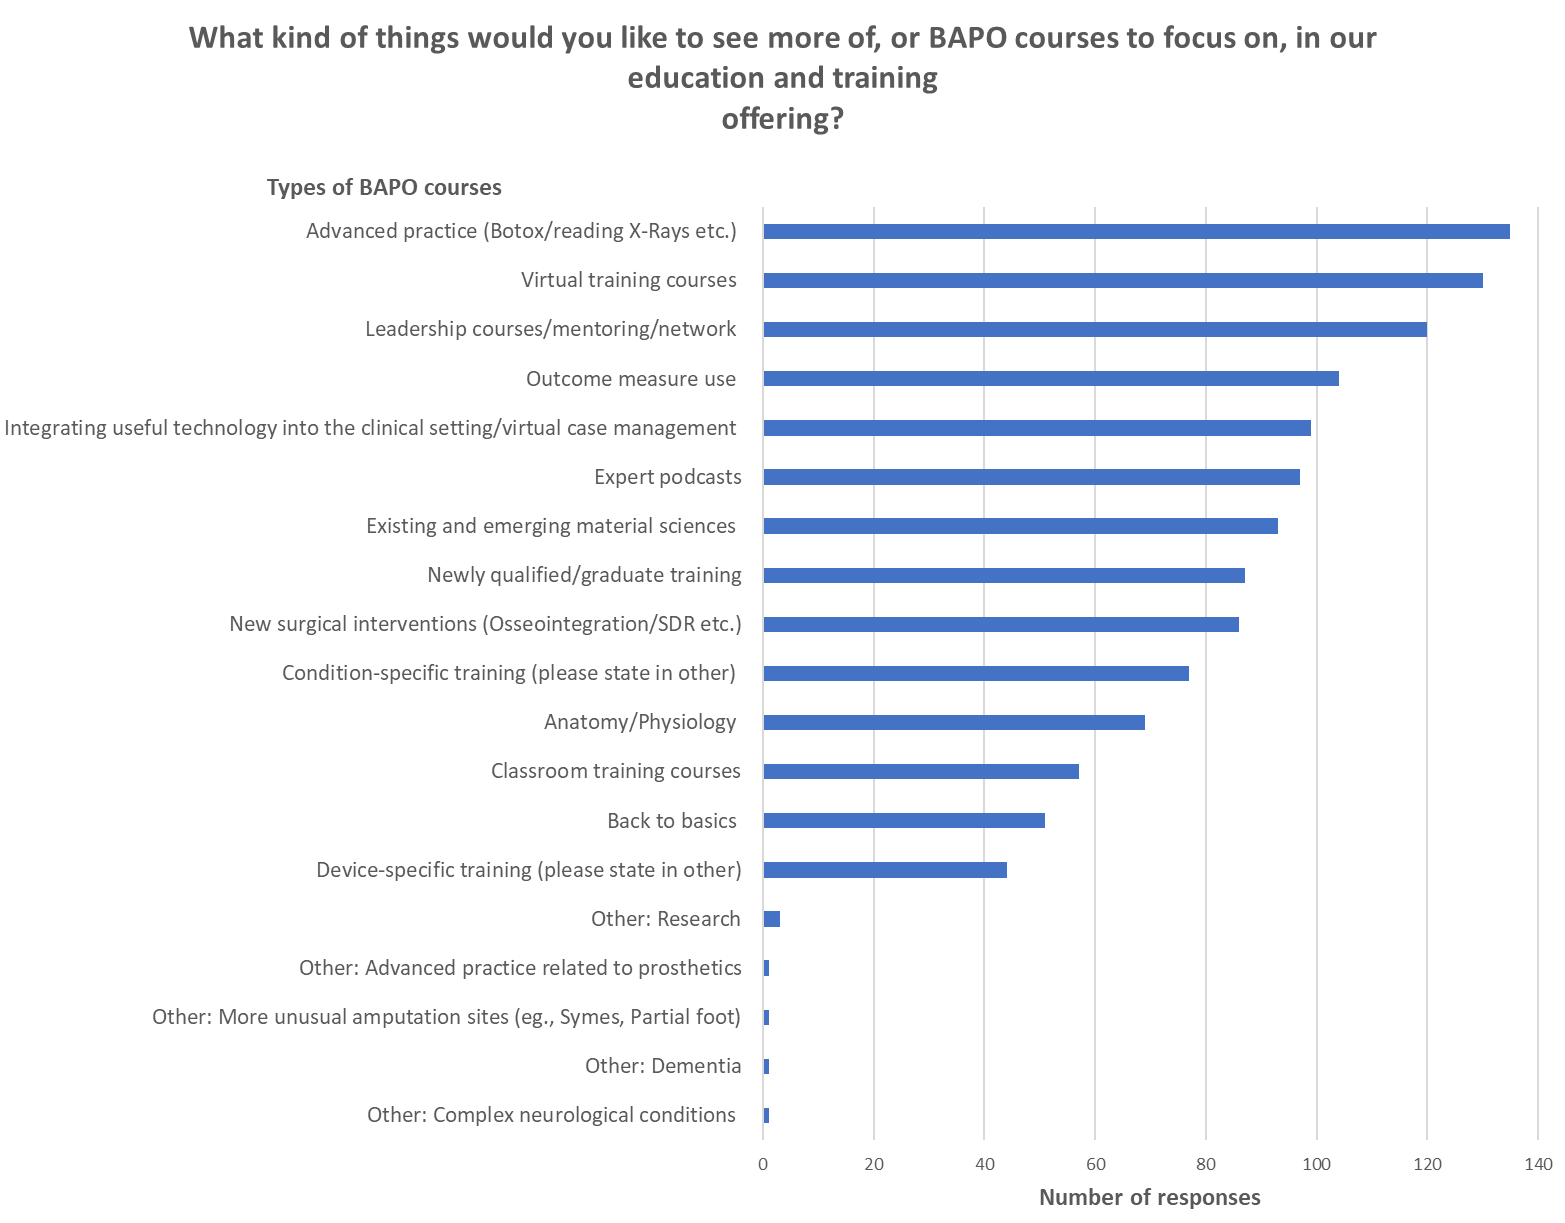 What kind of things would you like to see more of, or BAPO courses to focus on, in our
education and training
offering?
Types of BAPO courses
Advanced practice (Botox/reading X-Rays etc.)
Virtual training courses
Leadership courses/mentoring/network
Outcome measure use
Integrating useful technology into the clinical setting/virtual case management
Expert podcasts
Existing and emerging material sciences
Newly qualified/graduate training
New surgical interventions (Osseointegration/SDR etc.)
Condition-specific training (please state in other)
Anatomy/Physiology
Classroom training courses
Back to basics
Device-specific training (please state in other)
Other: Research
Other: Advanced practice related to prosthetics
Other: More unusual amputation sites (eg., Symes, Partial foot)
Other: Dementia
Other: Complex neurological conditions
0 20 40 60 80 100 120 140
Number of responses